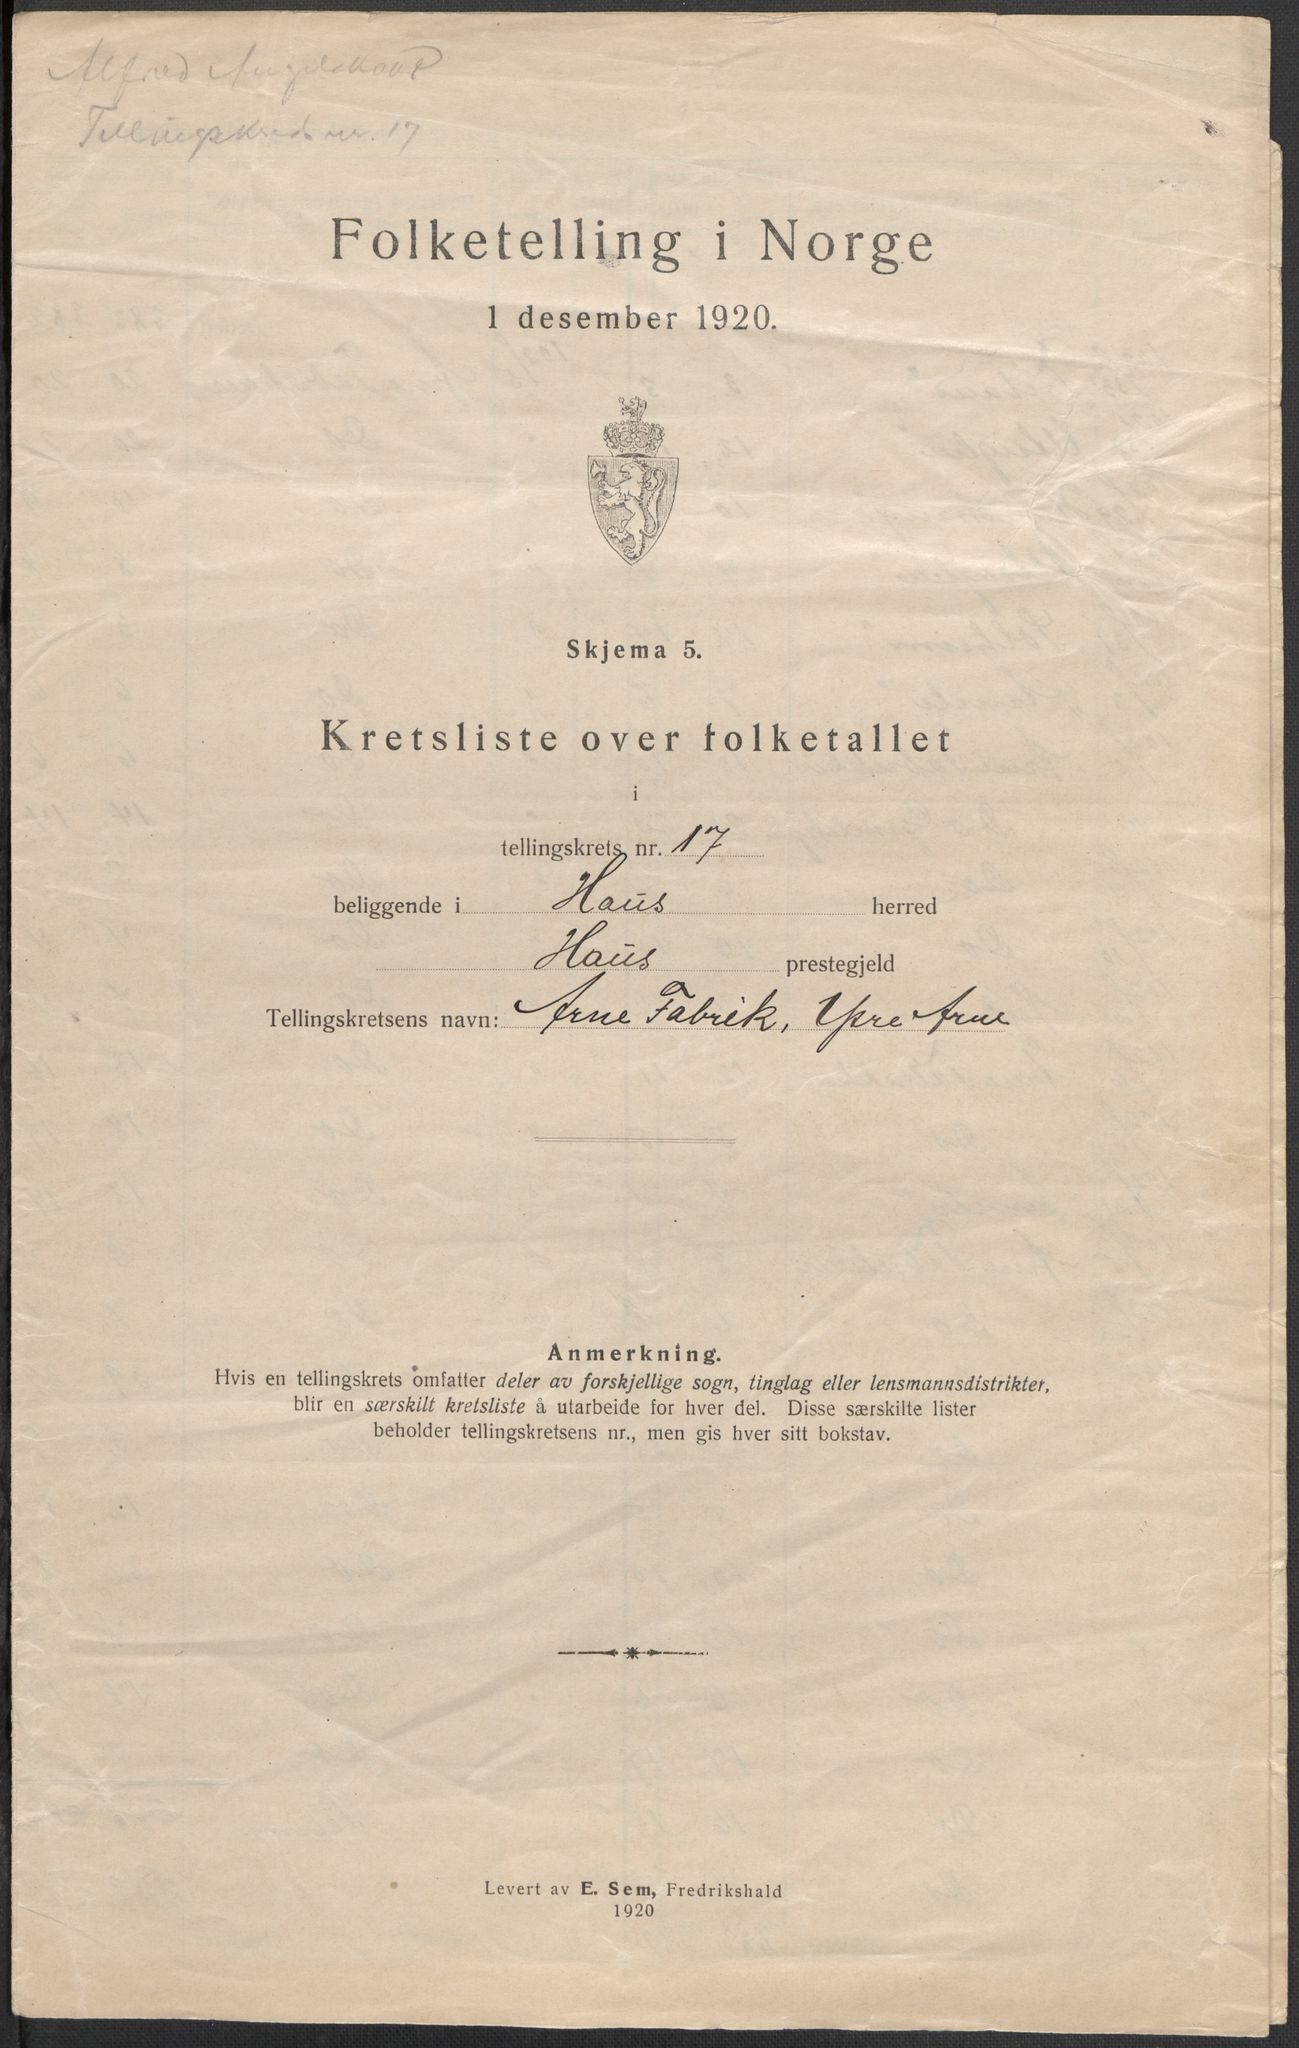 Alfred
Tellingskreds nr. 17
Folketelling i Norge
1 desember 1920.
Skjema 5.
Kretsliste over folketallet
i
tellingskrets nr. 17
beliggende i Haus herred
Haus prestegjeld
Tellingskretsens navn: Arne Fabrik, Ytre Arne
Anmerkning.
Hvis en tellingskrets omfatter deler av forskjellige sogn, tinglag eller lensmannsdistrikter,
blir en særskilt kretsliste å utarbeide for hver del. Disse særskilte lister
beholder tellingskretsens nr., men gis hver sitt bokstav.
Levert av E. Sem, Fredrikshald
1920